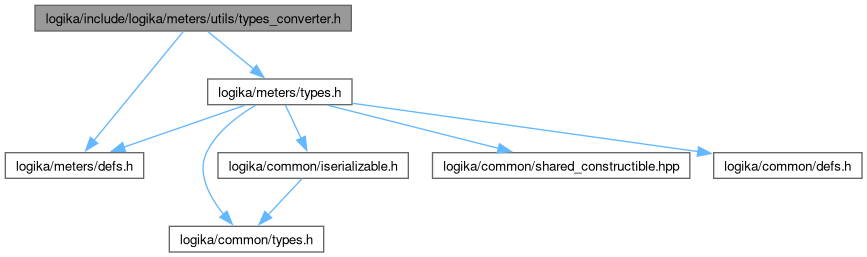 logika/include/logika/meters/utils/types_converter.h
logika/meters/types.h
logika/meters/defs.h
logika/common/iserializable.h
logika/common/shared_constructible.hpp
logika/common/defs.h
logika/common/types.h